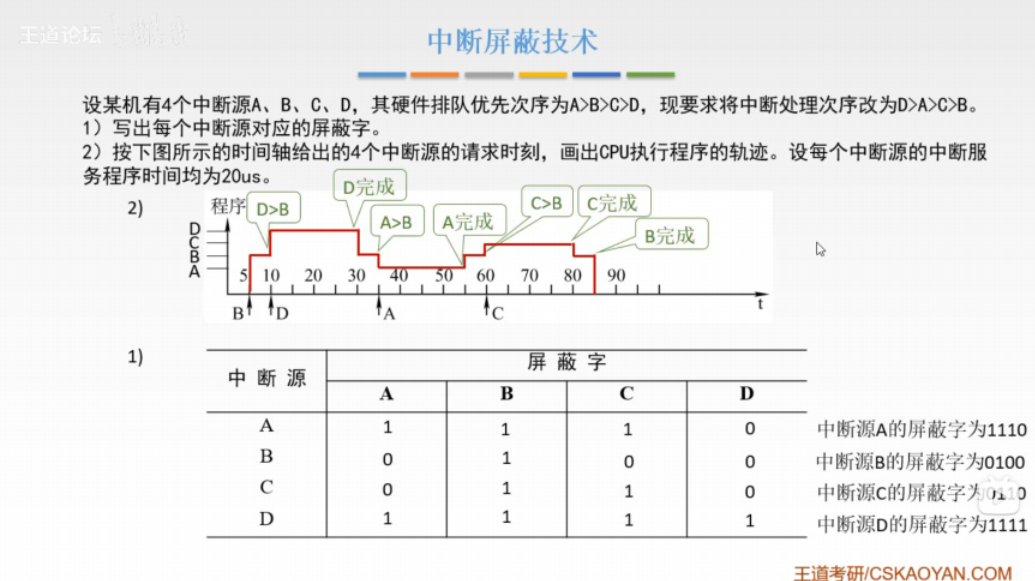 王道论坛
中断屏蔽技术
设某机有4个中断源A、B、C、D，其硬件排队优先次序为A>B>C>D，现要求将中断处理次序改为D>A>C>B。
1）写出每个中断源对应的屏蔽字。
2）按下图所示的时间轴给出的4个中断源的请求时刻，画出CPU执行程序的轨迹。设每个中断源的中断服
务程序时间均为20us。
2)
程序
D>B
D完成
A>B
A完成
C>B
C完成
B完成
D
C
B
A
5 10 20 30 40 50 60 70 80 90
B D A C t
1)
中断源 屏蔽字
A B C D
A 1 1 1 0 中断源A的屏蔽字为1110
B 0 1 0 0 中断源B的屏蔽字为0100
C 0 1 1 0 中断源C的屏蔽字为0110
D 1 1 1 1 中断源D的屏蔽字为1111
王道考研/CSKAOYAN.COM